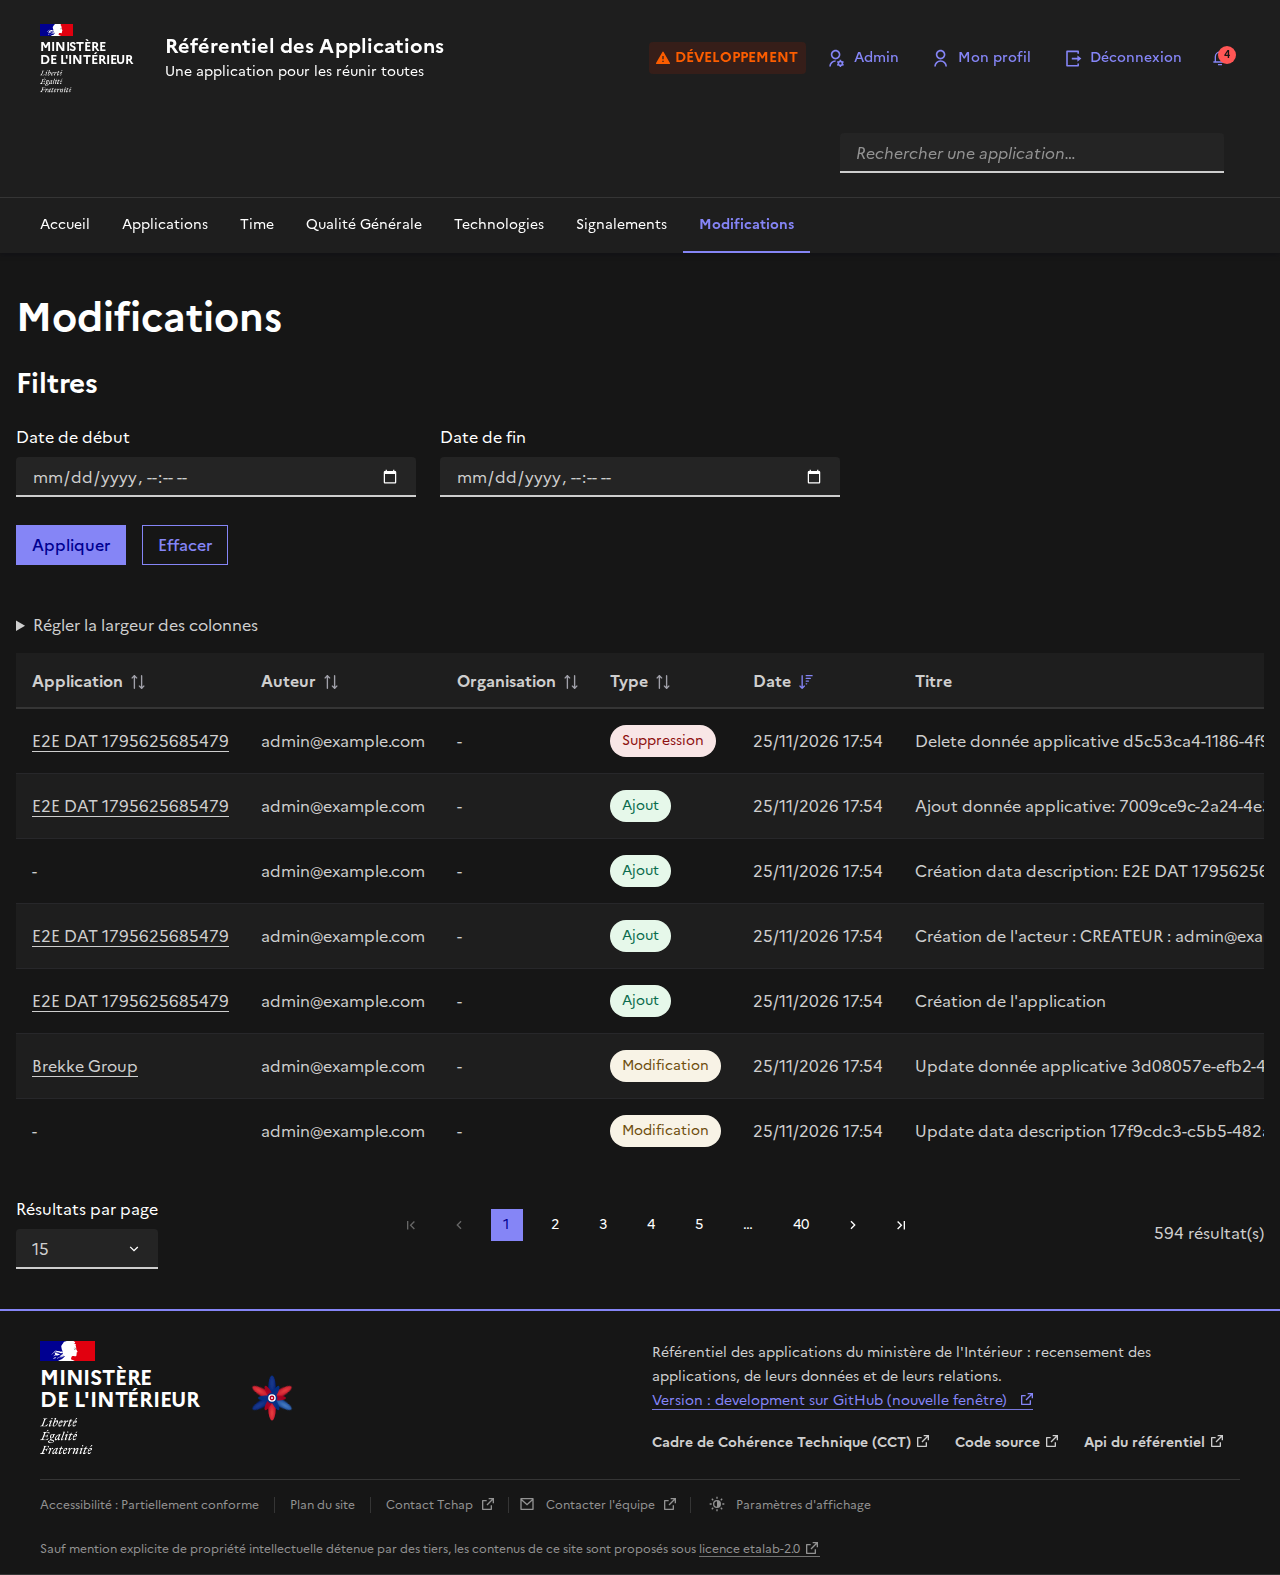 MINISTÈRE
DE L'INTÉRIEUR
Liberté
Égalité
Fraternité
Référentiel des Applications
Une application pour les réunir toutes
DÉVELOPPEMENT
Admin
Mon profil
Déconnexion
4
Rechercher une application...
Accueil
Applications
Time
Qualité Générale
Technologies
Signalements
Modifications
Modifications
Filtres
Date de début
Date de fin
mm/dd/yyyy, --:-- --
mm/dd/yyyy, --:-- --
Appliquer
Effacer
Régler la largeur des colonnes
Application Auteur Organisation Type Date Titre
E2E DAT 1795625685479 admin@example.com - Suppression 25/11/2026 17:54 Delete donnée applicative d5c53ca4-1186-4f9
E2E DAT 1795625685479 admin@example.com - Ajout 25/11/2026 17:54 Ajout donnée applicative: 7009ce9c-2a24-4e3
- admin@example.com - Ajout 25/11/2026 17:54 Création data description: E2E DAT 17956256
E2E DAT 1795625685479 admin@example.com - Ajout 25/11/2026 17:54 Création de l'acteur : CREATEUR : admin@exa
E2E DAT 1795625685479 admin@example.com - Ajout 25/11/2026 17:54 Création de l'application
Brekke Group admin@example.com - Modification 25/11/2026 17:54 Update donnée applicative 3d08057e-efb2-4
- admin@example.com - Modification 25/11/2026 17:54 Update data description 17f9cdc3-c5b5-482a
Résultats par page
15
1 2 3 4 5 ... 40
594 résultat(s)
MINISTÈRE
DE L'INTÉRIEUR
Liberté
Égalité
Fraternité
Référentiel des applications du ministère de l'Intérieur : recensement des
applications, de leurs données et de leurs relations.
Version : development sur GitHub (nouvelle fenêtre)
Cadre de Cohérence Technique (CCT)
Code source
Api du référentiel
Accessibilité : Partiellement conforme
Plan du site
Contact Tchap
Contacter l'équipe
Paramètres d'affichage
Sauf mention explicite de propriété intellectuelle détenue par des tiers, les contenus de ce site sont proposés sous licence etalab-2.0